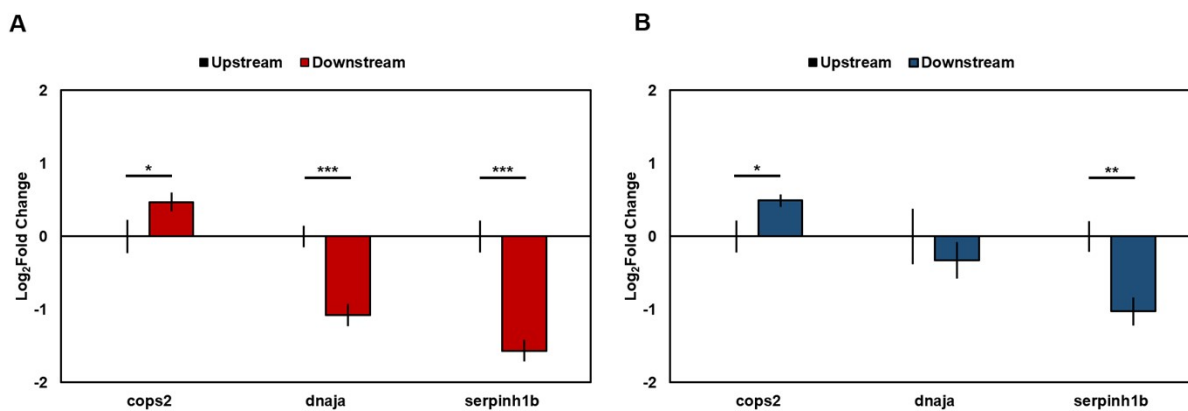 A
Upstream Downstream
Log₂Fold Change
2
1
0
-1
-2
*
***
***
cops2 dnaja serpinh1b
B
Upstream Downstream
Log₂Fold Change
2
1
0
-1
-2
*
**
cops2 dnaja serpinh1b